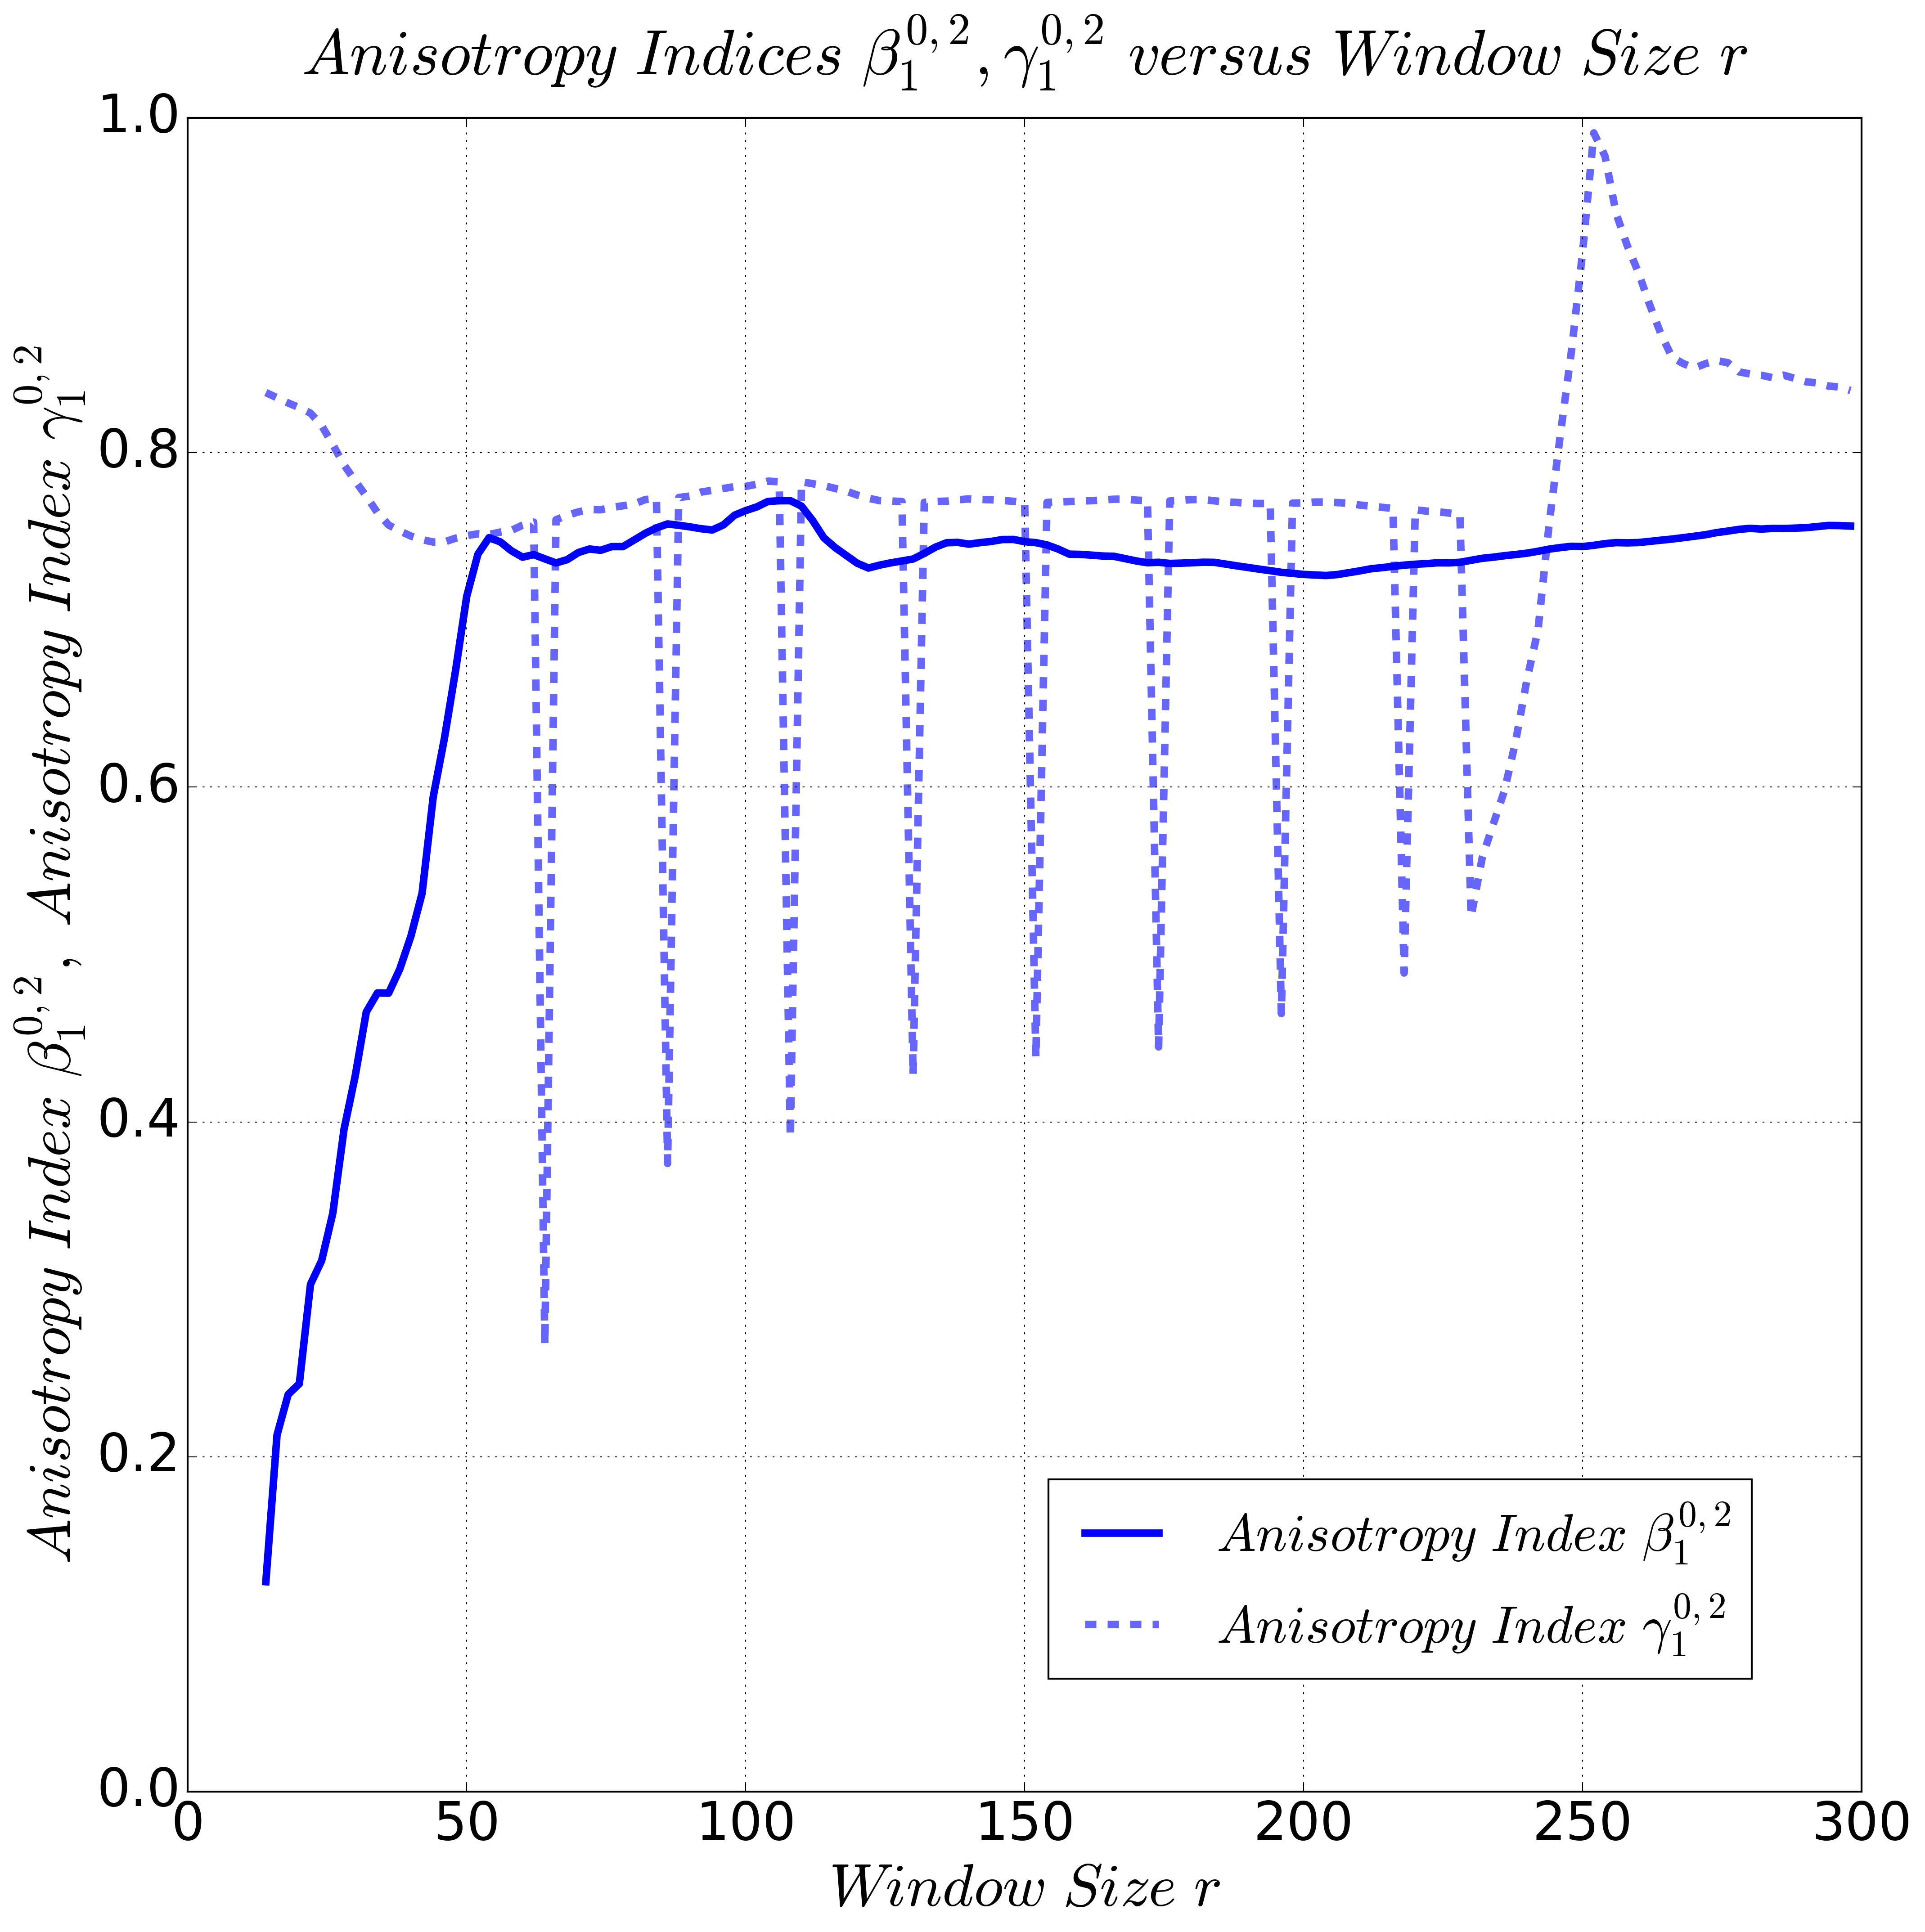 Anisotropy Indices β₁^{0,2}, γ₁^{0,2} versus Window Size r
Anisotropy Index β₁^{0,2}, Anisotropy Index γ₁^{0,2}
1.0
0.8
0.6
0.4
0.2
0.0
0 50 100 150 200 250 300
Window Size r
Anisotropy Index β₁^{0,2}
Anisotropy Index γ₁^{0,2}